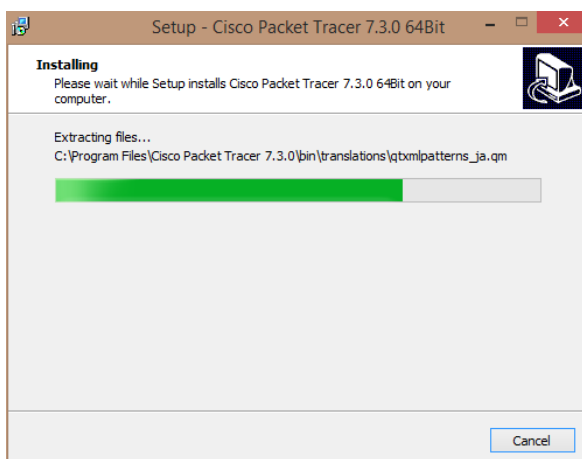 Setup - Cisco Packet Tracer 7.3.0 64Bit
Installing
Please wait while Setup installs Cisco Packet Tracer 7.3.0 64Bit on your
computer.
Extracting files...
C:\Program Files\Cisco Packet Tracer 7.3.0\bin\translations\qtxmlpatterns_ja.qm
Cancel